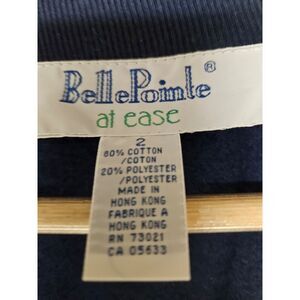 BellePointe®
at ease
2
80% COTTON
/COTON
20% POLYESTER
/POLYESTER
MADE IN
HONG KONG
FABRIQUE A
HONG KONG
RN 73021
CA 05633